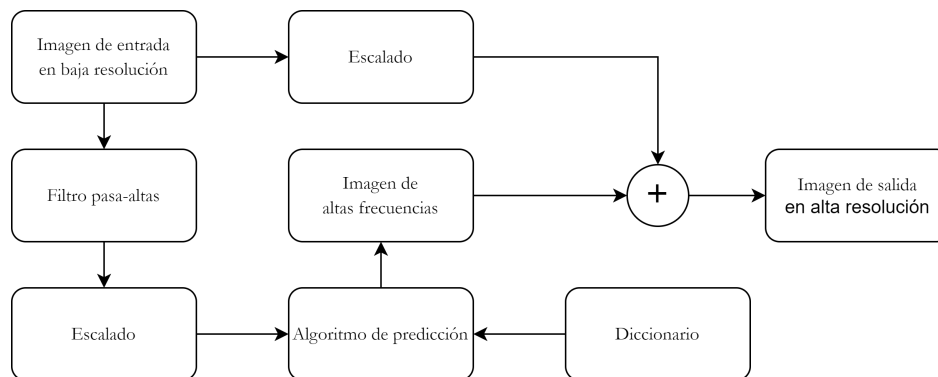 Imagen de entrada
en baja resolución
Escalado
Filtro pasa-altas
Imagen de
altas frecuencias
+
Imagen de salida
en alta resolución
Escalado
Algoritmo de predicción
Diccionario